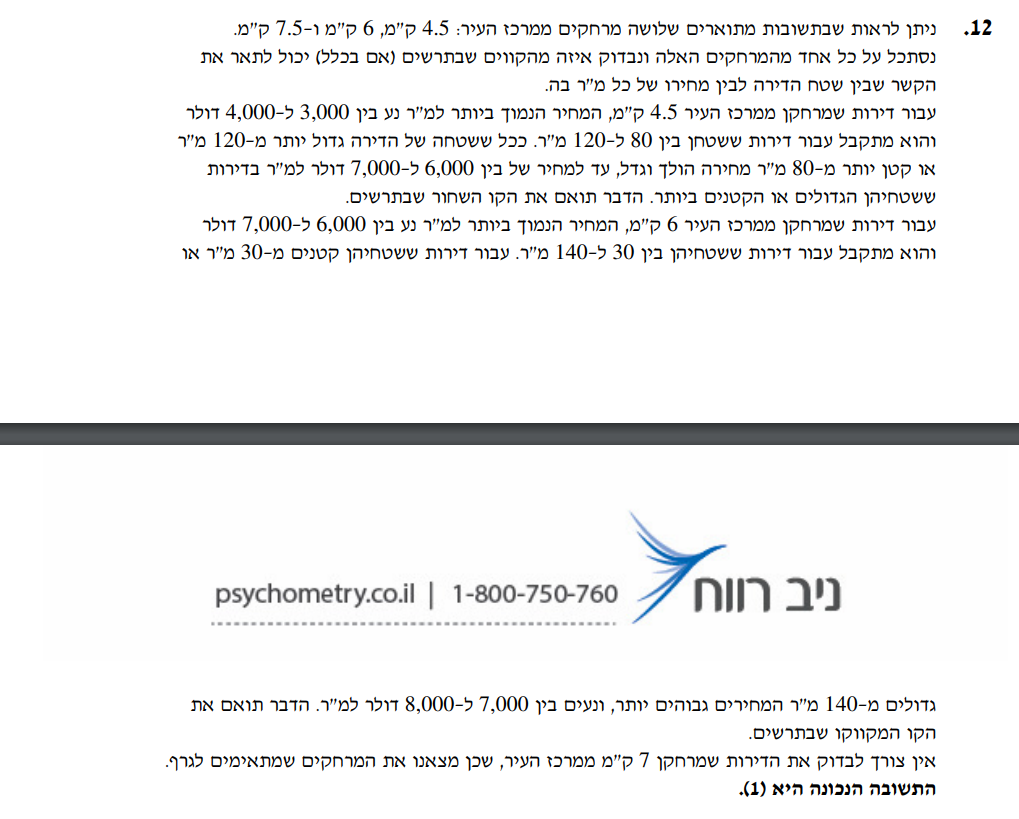 12. ניתן לראות שבתשובות מתוארים שלושה מרחקים ממרכז העיר: 4.5 ק"מ, 6 ק"מ ו-7.5 ק"מ.
נסתכל על כל אחד מהמרחקים האלה ונבדוק איזה מהקווים שבתרשים (אם בכלל) יכול לתאר את
הקשר שבין שטח הדירה לבין מחירו של כל מ"ר בה.
עבור דירות שמרחקן ממרכז העיר 4.5 ק"מ, המחיר הנמוך ביותר למ"ר נע בין 3,000 ל-4,000 דולר
והוא מתקבל עבור דירות ששטחן בין 80 ל-120 מ"ר. ככל ששטחה של הדירה גדול יותר מ-120 מ"ר
או קטן יותר מ-80 מ"ר מחירה הולך וגדל, עד למחיר של בין 6,000 ל-7,000 דולר למ"ר בדירות
ששטחיהן הגדולים או הקטנים ביותר. הדבר תואם את הקו השחור שבתרשים.
עבור דירות שמרחקן ממרכז העיר 6 ק"מ, המחיר הנמוך ביותר למ"ר נע בין 6,000 ל-7,000 דולר
והוא מתקבל עבור דירות ששטחיהן בין 30 ל-140 מ"ר. עבור דירות ששטחיהן קטנים מ-30 מ"ר או
ניב רווח
psychometry.co.il | 1-800-750-760
גדולים מ-140 מ"ר המחירים גבוהים יותר, ונעים בין 7,000 ל-8,000 דולר למ"ר. הדבר תואם את
הקו המקווקו שבתרשים.
אין צורך לבדוק את הדירות שמרחקן 7 ק"מ ממרכז העיר, שכן מצאנו את המרחקים שמתאימים לגרף.
התשובה הנכונה היא (1).